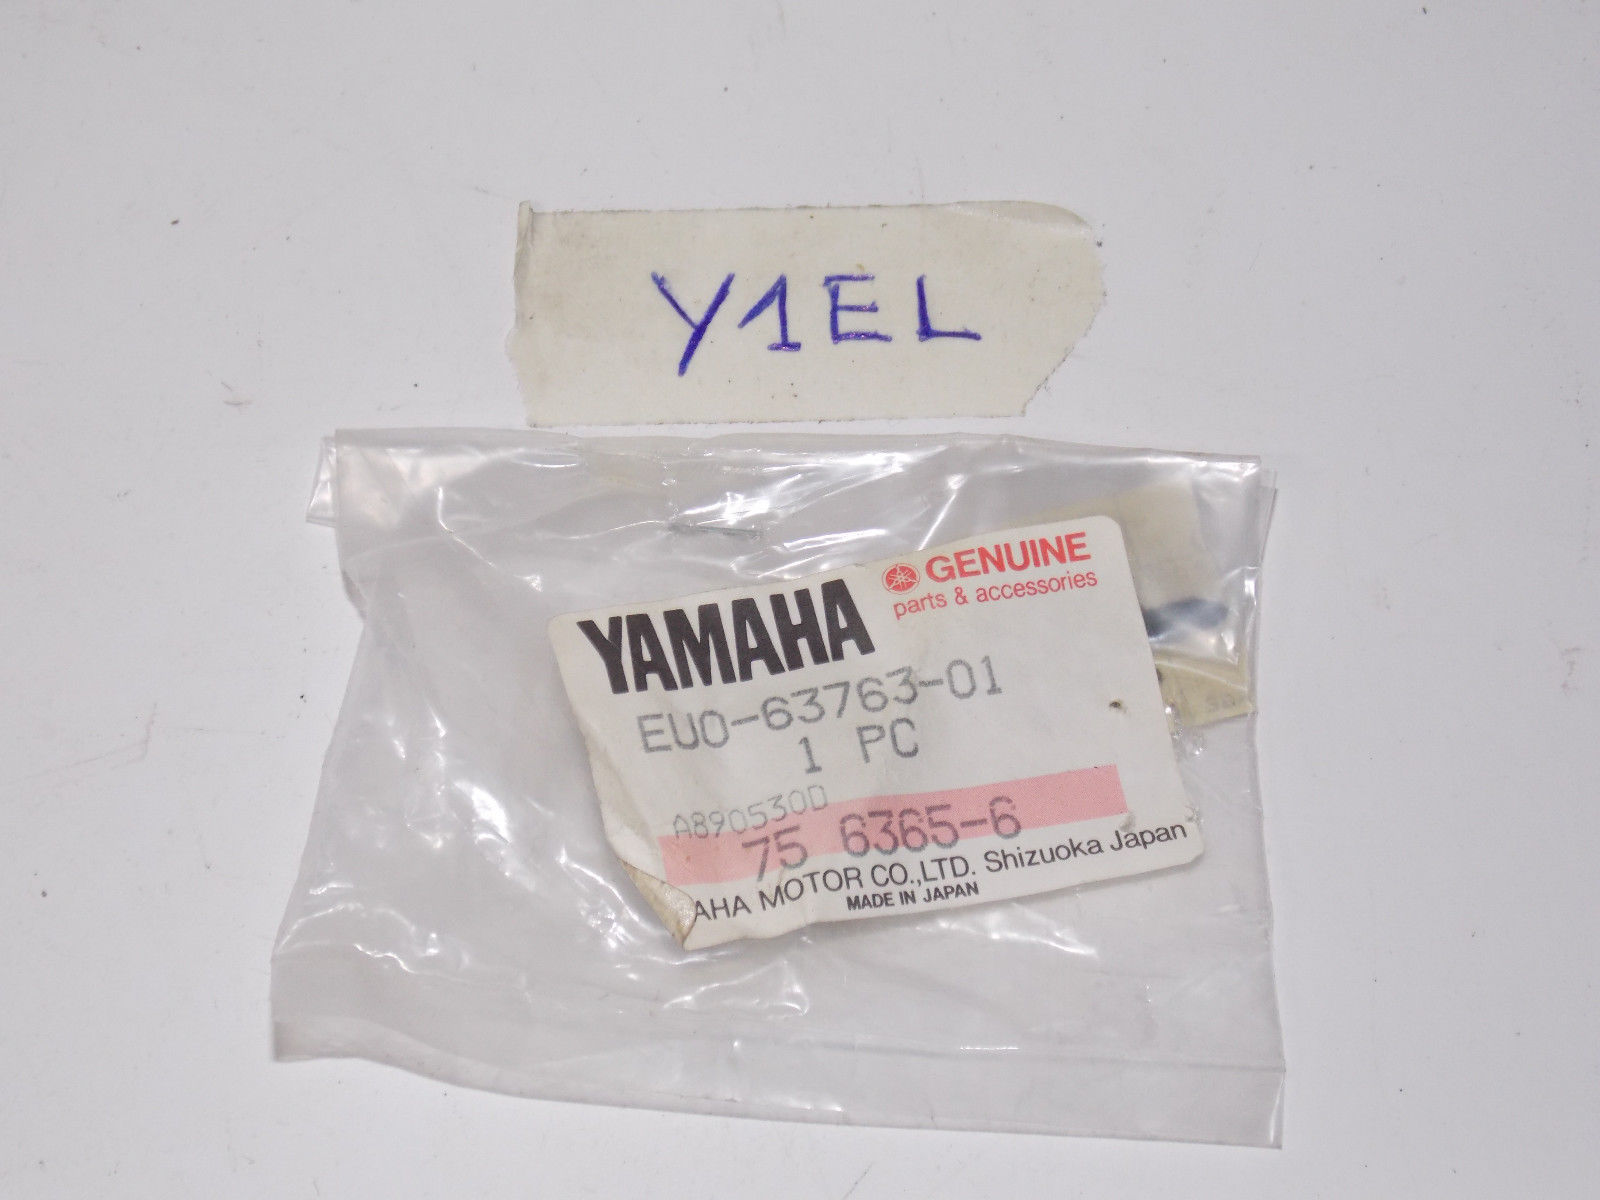 Y1EL
YAMAHA GENUINE
parts & accessories
EU0-63763-01
1 PC
A890530D
75 6365-6
AHA MOTOR CO.,LTD. Shizuoka Japan
MADE IN JAPAN